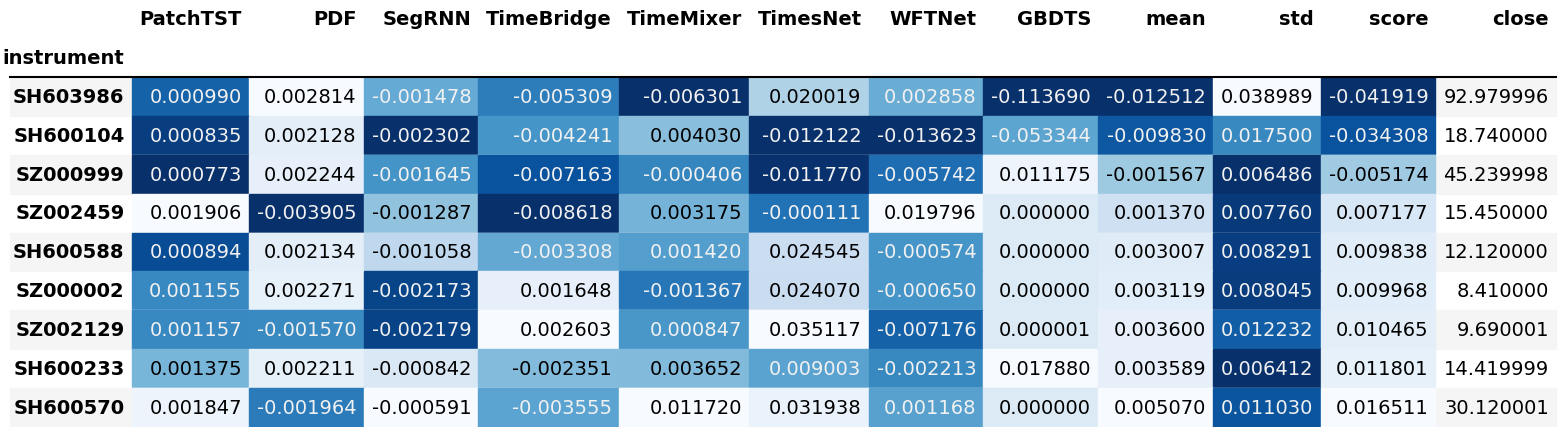 PatchTST PDF SegRNN TimeBridge TimeMixer TimesNet WFTNet GBDTS mean std score close
instrument
SH603986 0.000990 0.002814 -0.001478 -0.005309 -0.006301 0.020019 0.002858 -0.113690 -0.012512 0.038989 -0.041919 92.979996
SH600104 0.000835 0.002128 -0.002302 -0.004241 0.004030 -0.012122 -0.013623 -0.053344 -0.009830 0.017500 -0.034308 18.740000
SZ000999 0.000773 0.002244 -0.001645 -0.007163 -0.000406 -0.011770 -0.005742 0.011175 -0.001567 0.006486 -0.005174 45.239998
SZ002459 0.001906 -0.003905 -0.001287 -0.008618 0.003175 -0.000111 0.019796 0.000000 0.001370 0.007760 0.007177 15.450000
SH600588 0.000894 0.002134 -0.001058 -0.003308 0.001420 0.024545 -0.000574 0.000000 0.003007 0.008291 0.009838 12.120000
SZ000002 0.001155 0.002271 -0.002173 0.001648 -0.001367 0.024070 -0.000650 0.000000 0.003119 0.008045 0.009968 8.410000
SZ002129 0.001157 -0.001570 -0.002179 0.002603 0.000847 0.035117 -0.007176 0.000001 0.003600 0.012232 0.010465 9.690001
SH600233 0.001375 0.002211 -0.000842 -0.002351 0.003652 0.009003 -0.002213 0.017880 0.003589 0.006412 0.011801 14.419999
SH600570 0.001847 -0.001964 -0.000591 -0.003555 0.011720 0.031938 0.001168 0.000000 0.005070 0.011030 0.016511 30.120001